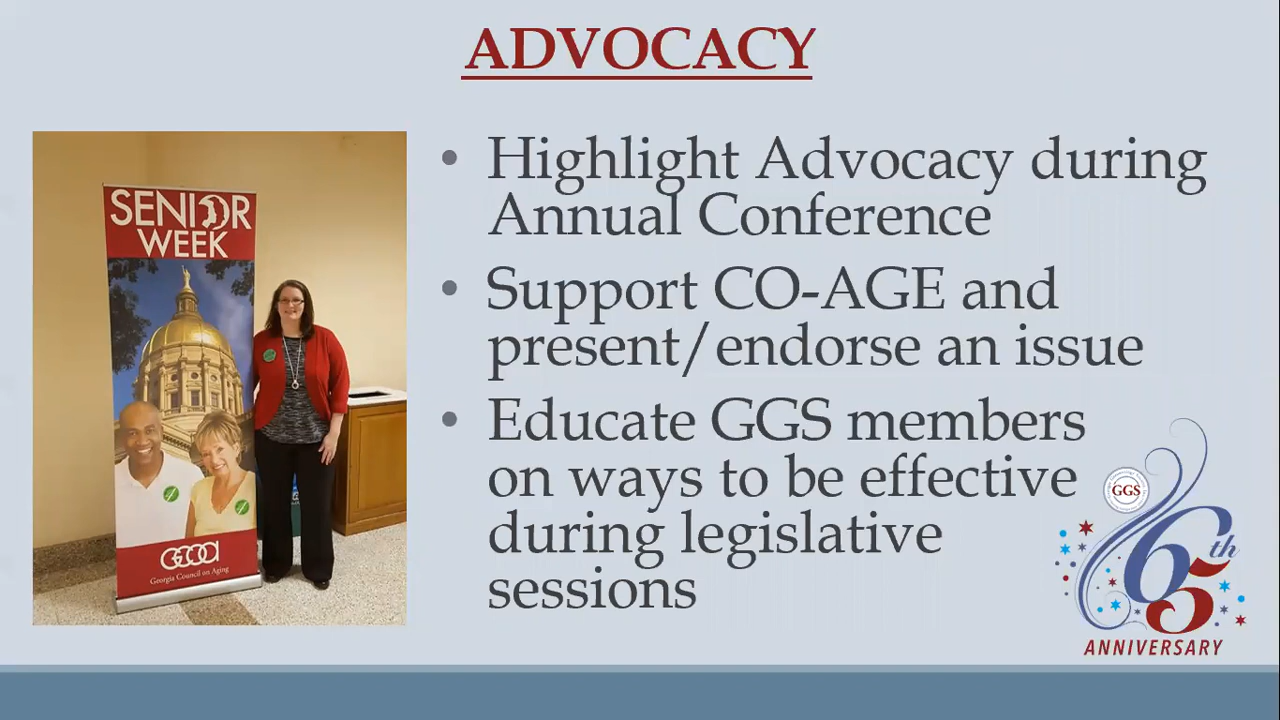 ADVOCACY
SENIOR
WEEK
GCOA
Georgia Council on Aging
• Highlight Advocacy during
Annual Conference
• Support CO-AGE and
present/endorse an issue
• Educate GGS members
on ways to be effective
during legislative
sessions
GGS
65th
ANNIVERSARY